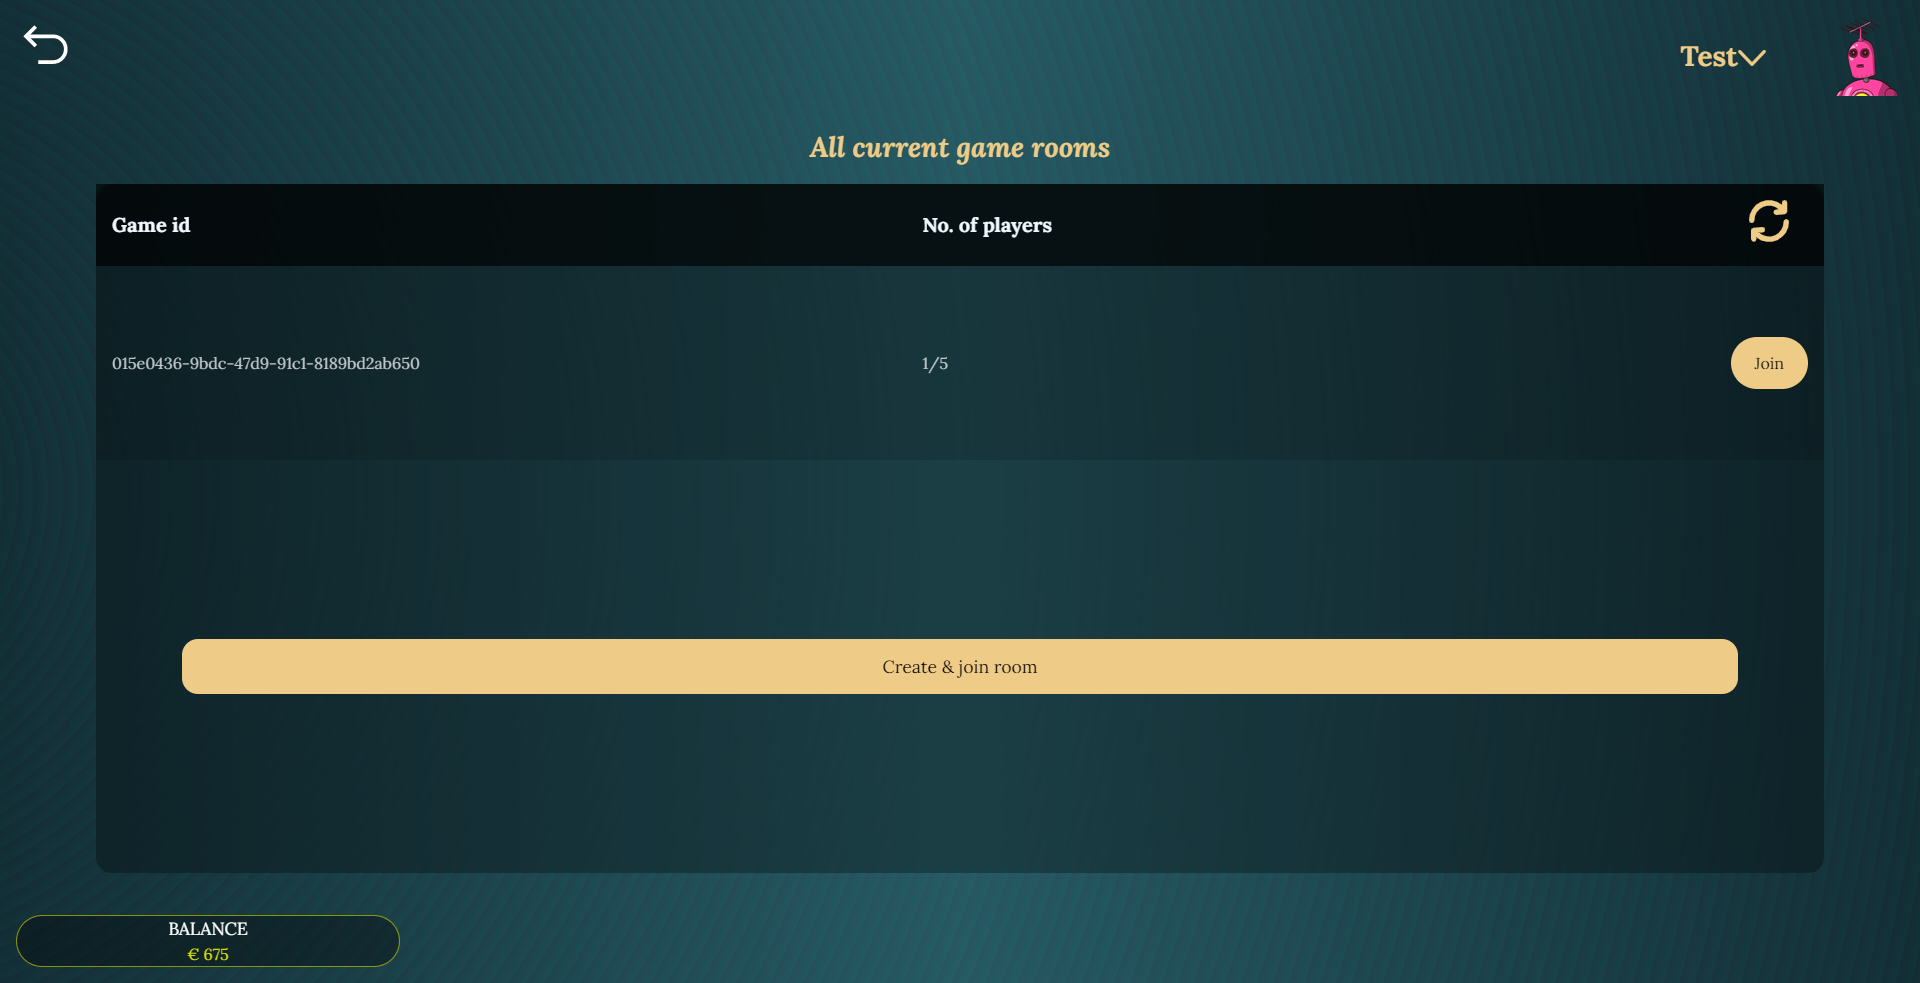 Test
All current game rooms
Game id No. of players
015e0436-9bdc-47d9-91c1-8189bd2ab650 1/5 Join
Create & join room
BALANCE
€ 675